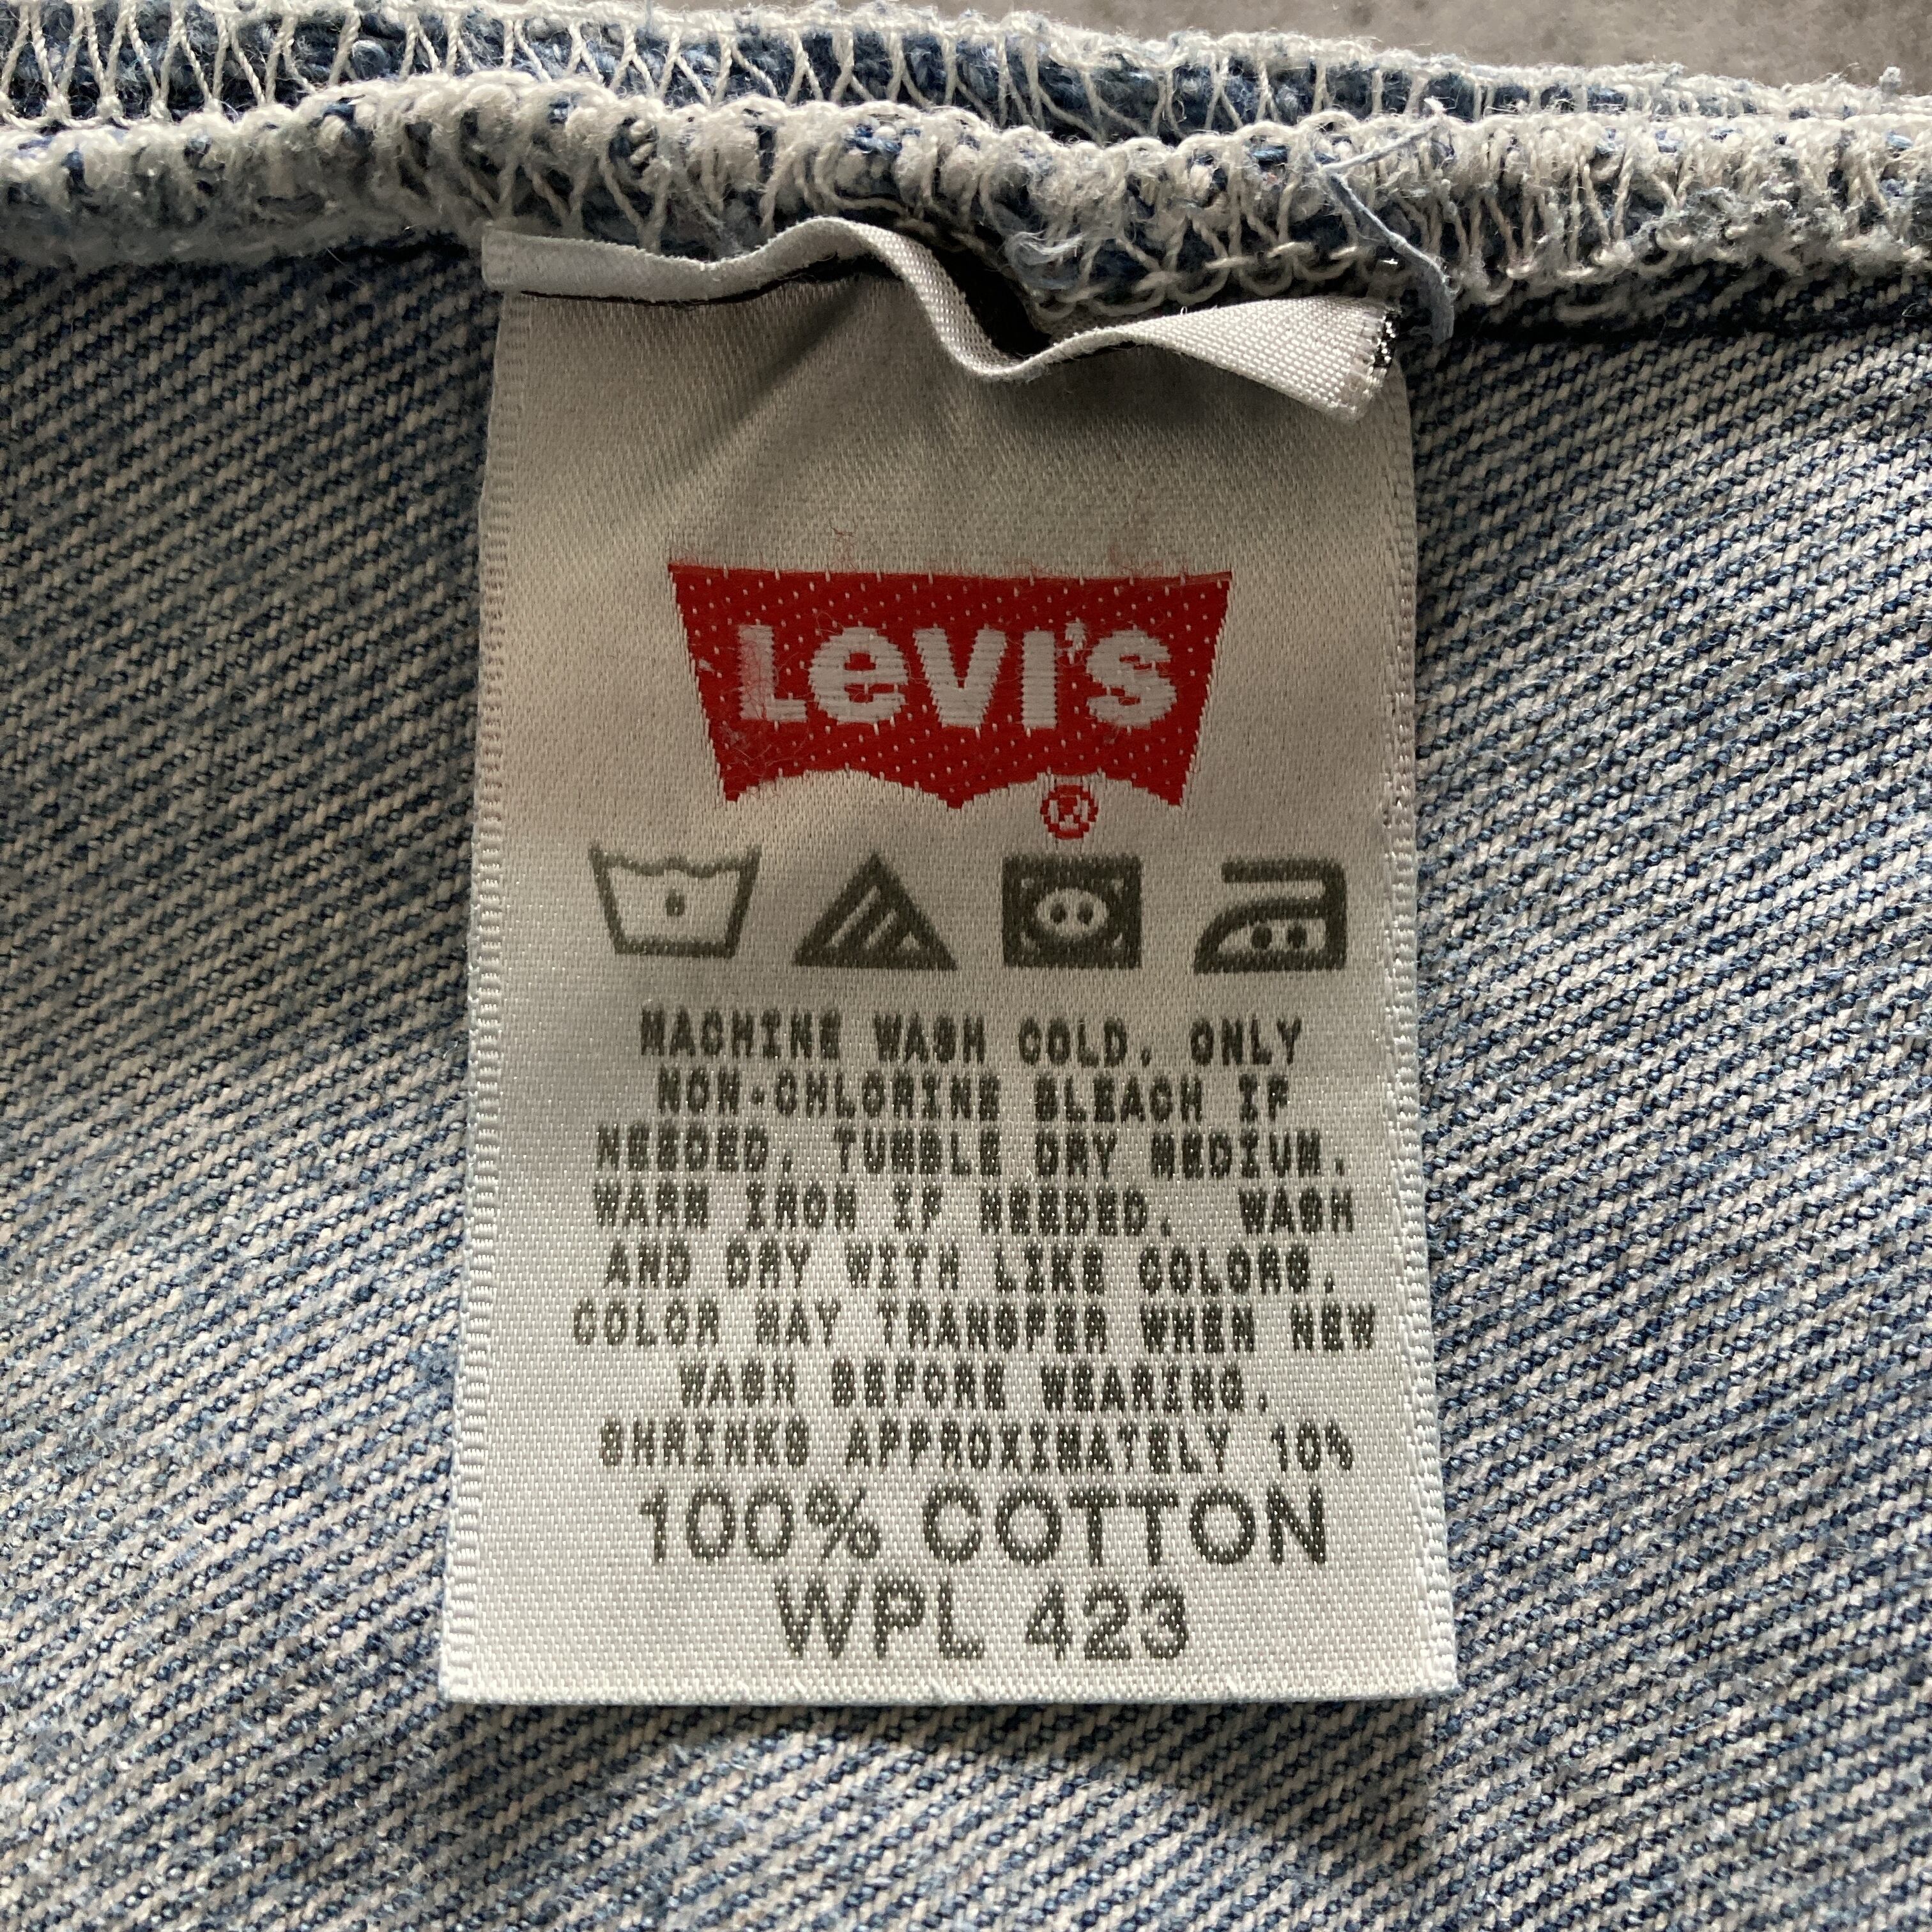 Levi's
®
MACHINE WASH COLD. ONLY
NON-CHLORINE BLEACH IF
NEEDED. TUMBLE DRY MEDIUM.
WARM IRON IF NEEDED. WASH
AND DRY WITH LIKE COLORS.
COLOR MAY TRANSFER WHEN NEW
WASH BEFORE WEARING.
SHRINKS APPROXIMATELY 10%
100% COTTON
WPL 423